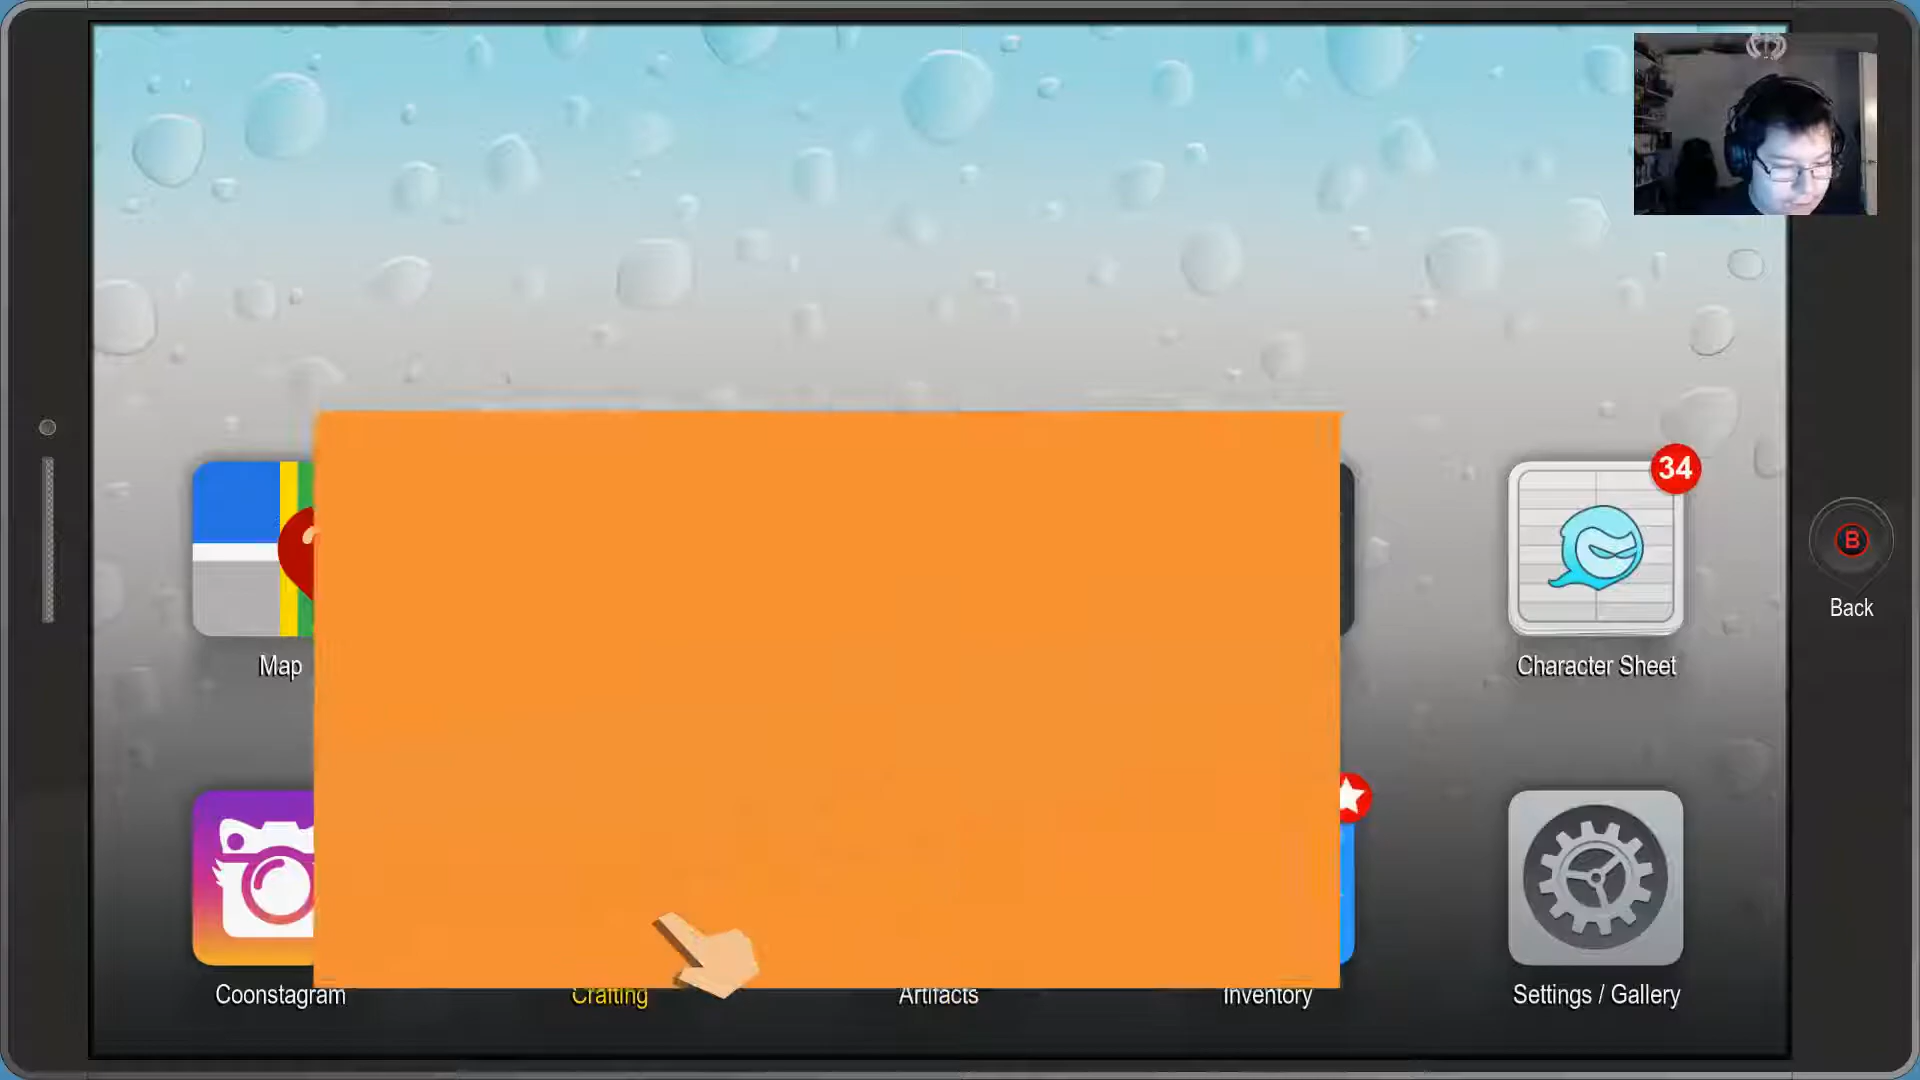 34
Map
Character Sheet
B
Back
Coonstagram
Crafting
Artifacts
Inventory
Settings / Gallery